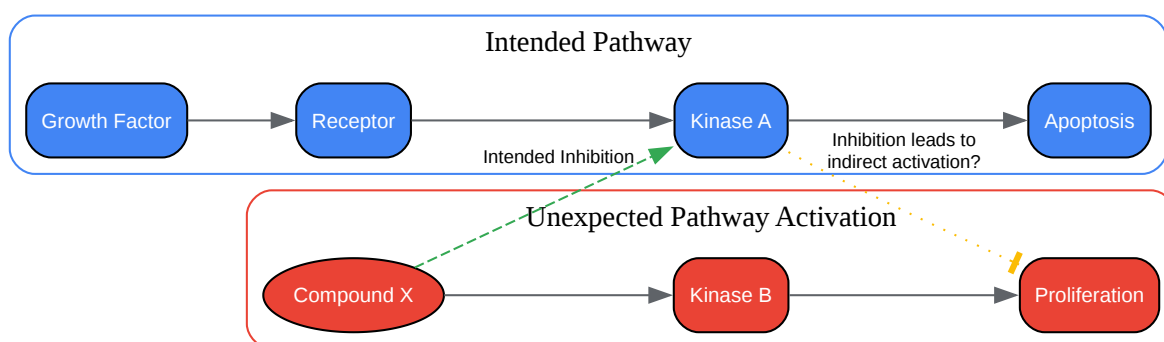 Intended Pathway
Growth Factor
Receptor
Kinase A
Apoptosis
Intended Inhibition
Inhibition leads to
indirect activation?
Unexpected Pathway Activation
Compound X
Kinase B
Proliferation